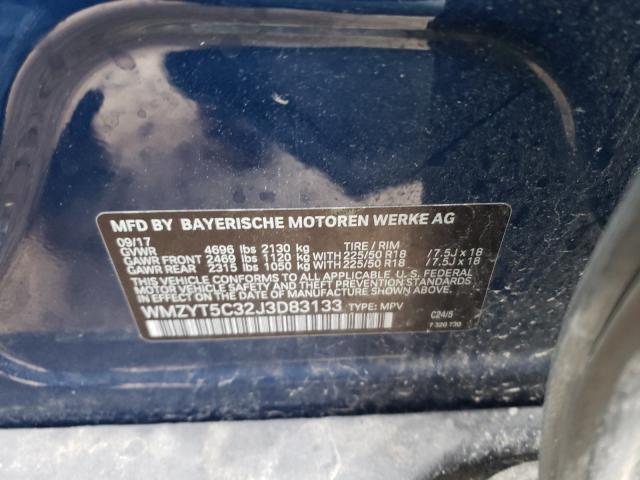 MFD BY BAYERISCHE MOTOREN WERKE AG
09/17
GVWR 4696 lbs 2130 kg TIRE / RIM
GAWR FRONT 2469 lbs 1120 kg WITH 225/50 R18 /7.5J x 18
GAWR REAR 2315 lbs 1050 kg WITH 225/50 R18 /7.5J x 18
THIS VEHICLE CONFORMS TO ALL APPLICABLE U. S. FEDERAL
MOTOR VEHICLE SAFETY AND THEFT PREVENTION STANDARDS
IN EFFECT ON THE DATE OF MANUFACTURE SHOWN ABOVE.
WMZYT5C32J3D83133 TYPE: MPV
C24/5
7 320 730